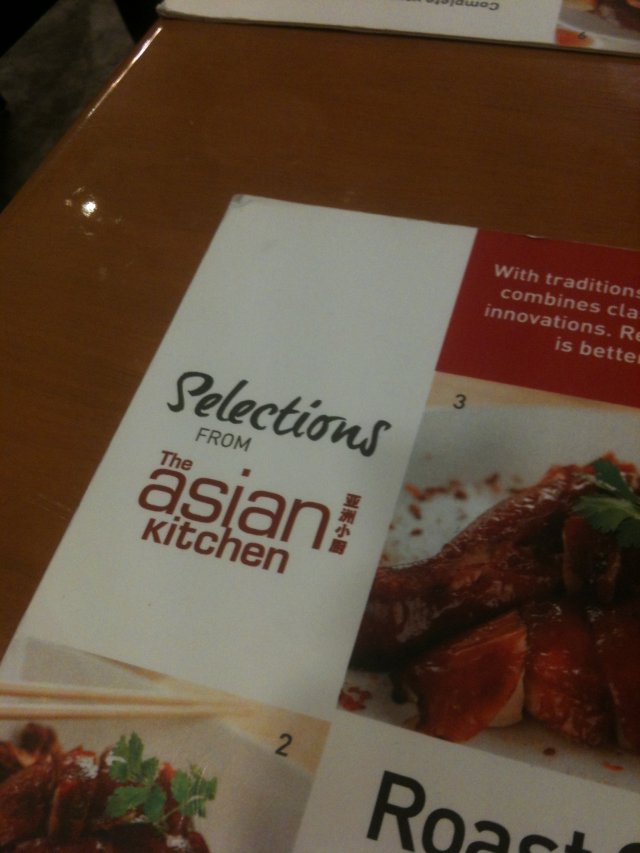 Complete
Selections
FROM
The
asian
Kitchen
亚洲小厨
With traditions
combines cla
innovations. Re
is better
3
2
Roast